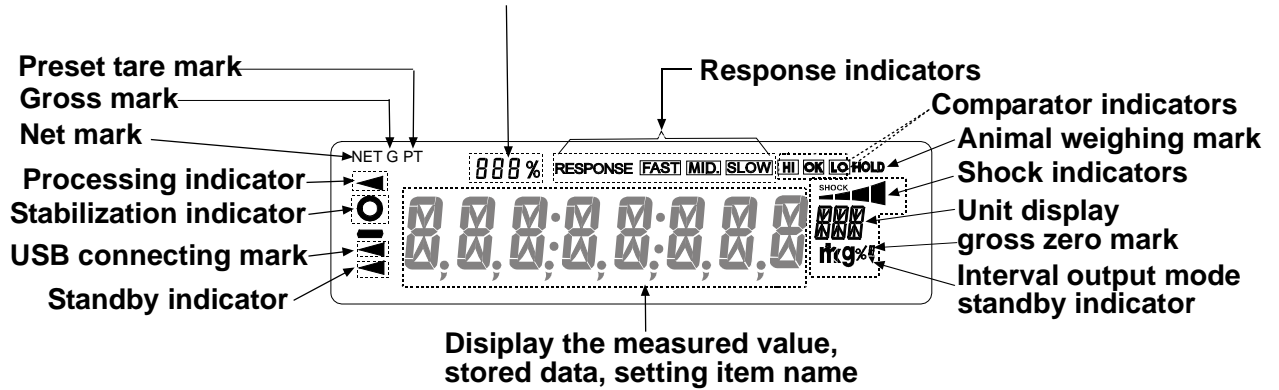 Preset tare mark
Gross mark
Net mark
Processing indicator
Stabilization indicator
USB connecting mark
Standby indicator
Response indicators
Comparator indicators
Animal weighing mark
Shock indicators
Unit display
gross zero mark
Interval output mode
standby indicator
NET G PT
888% RESPONSE FAST MID. SLOW HI OK LO HOLD
SHOCK
Disiplay the measured value,
stored data, setting item name